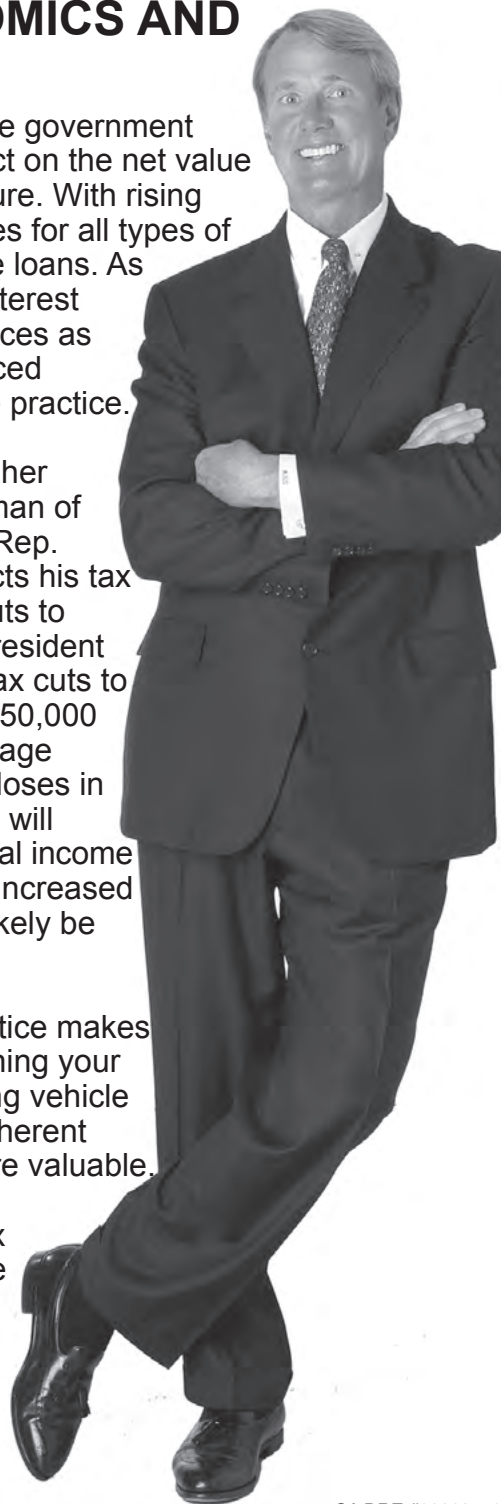 OMICS AND
e government
ct on the net value
ure. With rising
es for all types of
e loans. As
terest
ces as
ced
practice.
her
man of
Rep.
cts his tax
uts to
resident
ax cuts to
50,000
age
loses in
will
al income
ncreased
kely be
tice makes
ning your
ng vehicle
herent
re valuable.
x
e